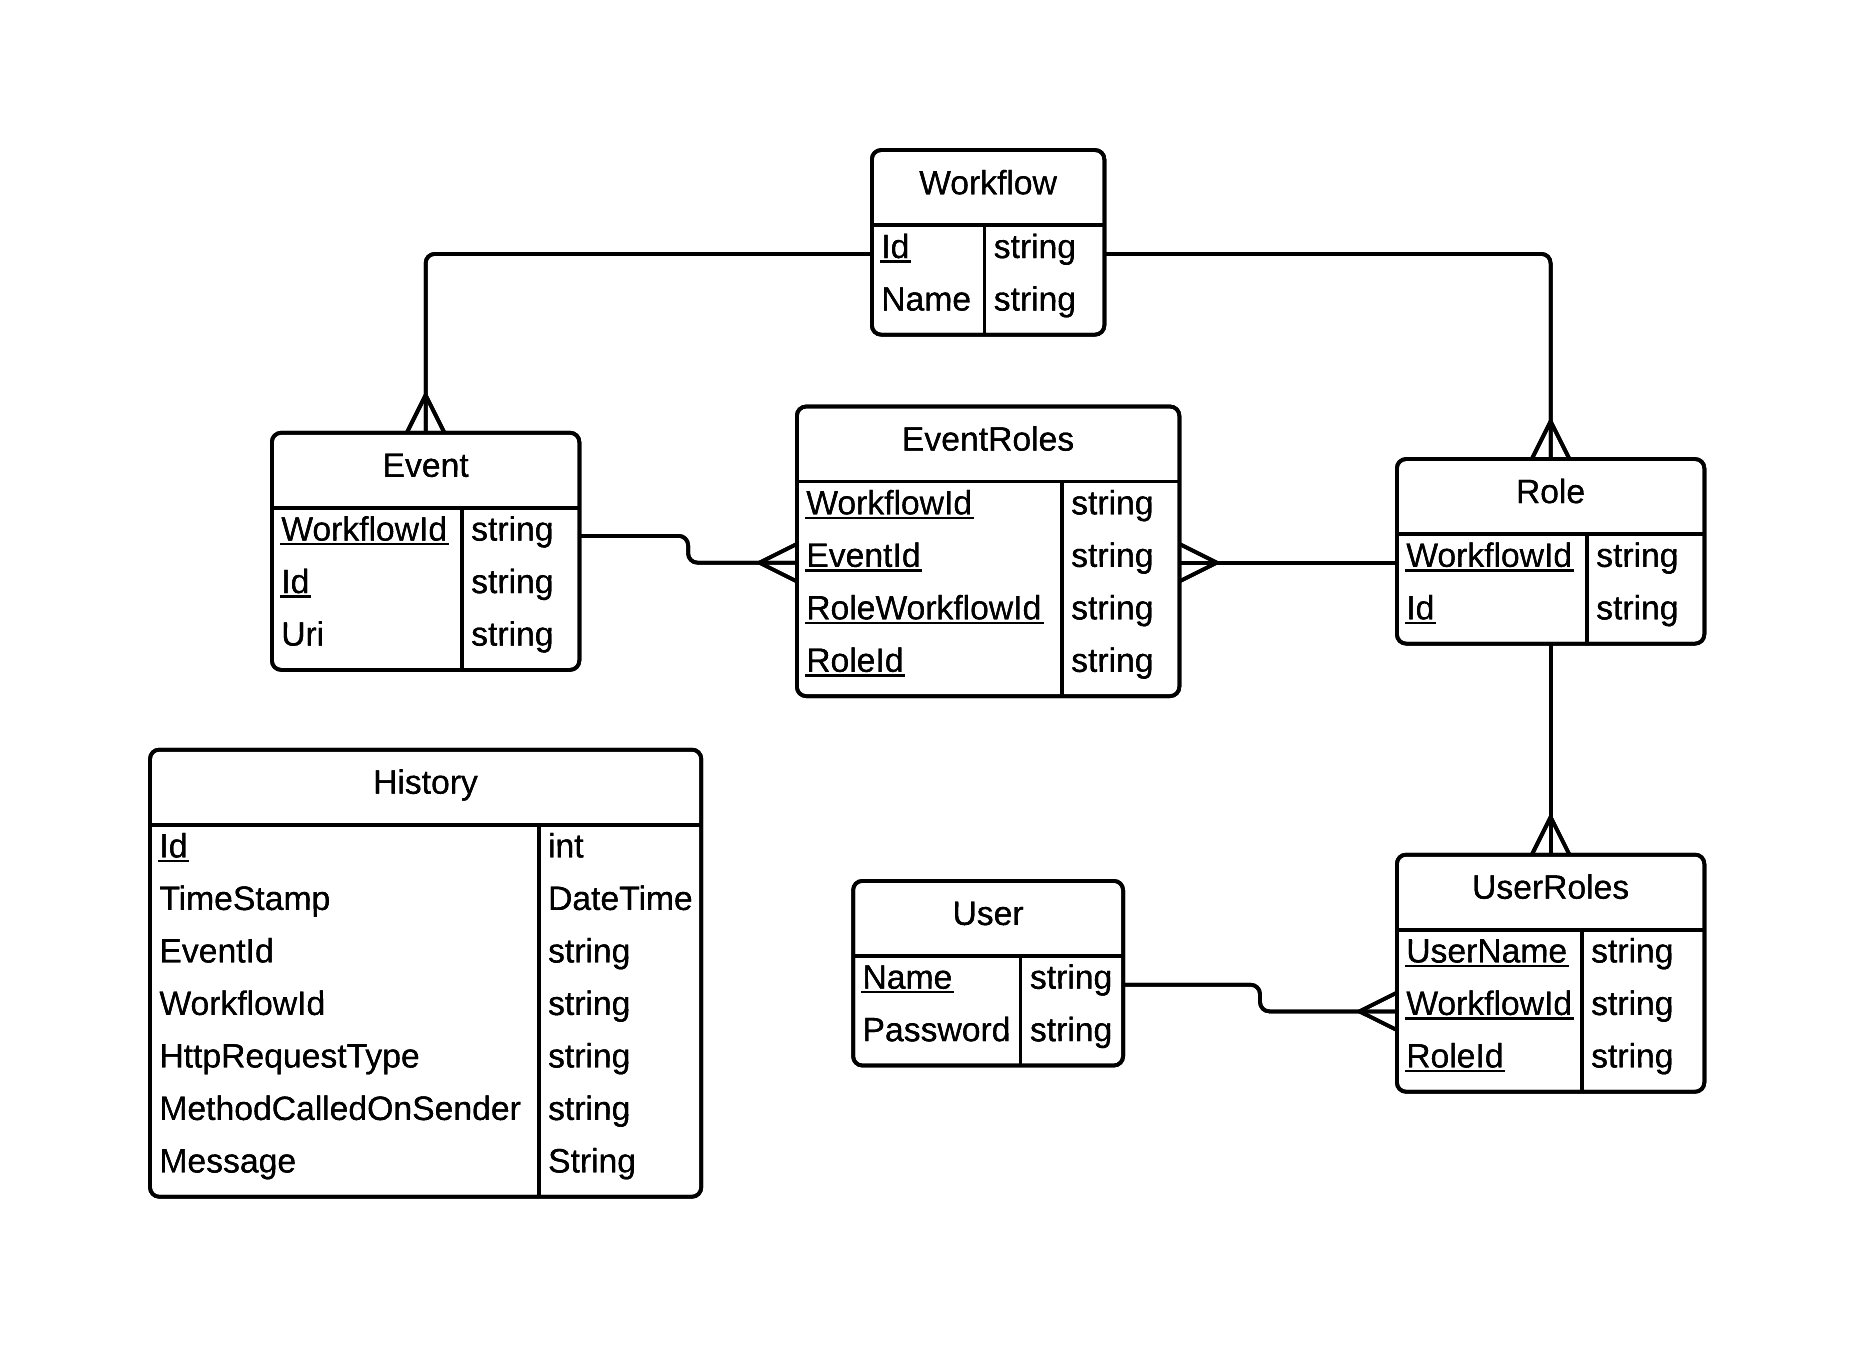 Workflow
Id string
Name string
Event
WorkflowId string
Id string
Uri string
EventRoles
WorkflowId string
EventId string
RoleWorkflowId string
RoleId string
Role
WorkflowId string
Id string
History
Id int
TimeStamp DateTime
EventId string
WorkflowId string
HttpRequestType string
MethodCalledOnSender string
Message String
User
Name string
Password string
UserRoles
UserName string
WorkflowId string
RoleId string